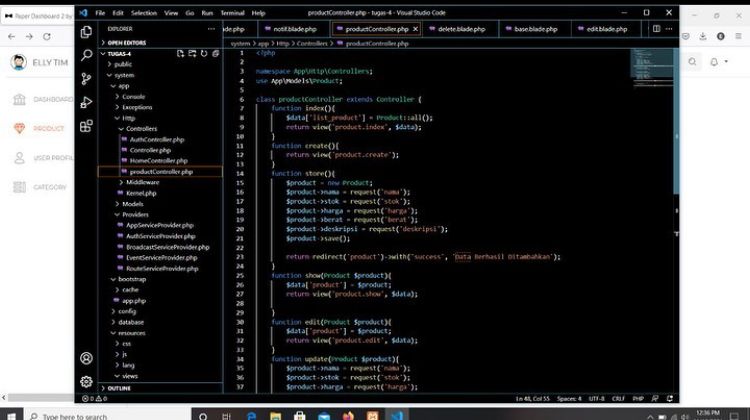 Paper Dashboard 2 by
File Edit Selection View Go Run Terminal Help
productController.php - tugas-4 - Visual Studio Code
EXPLORER
ade.php
notif.blade.php
productController.php
delete.blade.php
base.blade.php
edit.blade.php
OPEN EDITORS
system > app > Http > Controllers > productController.php
TUGAS-4
public
system
app
Console
Exceptions
Http
Controllers
AuthController.php
Controller.php
HomeController.php
productController.php
Middleware
Kernel.php
Models
Providers
AppServiceProvider.php
AuthServiceProvider.php
BroadcastServiceProvider.php
EventServiceProvider.php
RouteServiceProvider.php
bootstrap
cache
app.php
config
database
resources
css
js
lang
views
OUTLINE
ELLY TIM
DASHBOARD
PRODUCT
USER PROFIL
CATEGORY
1 <?php
2
3 namespace App\Http\Controllers;
4 use App\Models\Product;
5
6 class productController extends Controller {
7 function index(){
8 $data['list_product'] = Product::all();
9 return view('product.index', $data);
10 }
11 function create(){
12 return view('product.create');
13 }
14 function store(){
15 $product = new Product;
16 $product->nama = request('nama');
17 $product->stok = request('stok');
18 $product->harga = request('harga');
19 $product->berat = request('berat');
20 $product->deskripsi = request('deskripsi');
21 $product->save();
22
23 return redirect('product')->with('success', 'Data Berhasil Ditambahkan');
24 }
25 function show(Product $product){
26 $data['product'] = $product;
27 return view('product.show', $data);
28
29 }
30 function edit(Product $product){
31 $data['product'] = $product;
32 return view('product.edit', $data);
33 }
34 function update(Product $product){
35 $product->nama = request('nama');
36 $product->stok = request('stok');
37 $product->harga = request('harga');
0 0
Ln 48, Col 55 Spaces: 4 UTF-8 CRLF PHP
Type here to search
12:36 PM